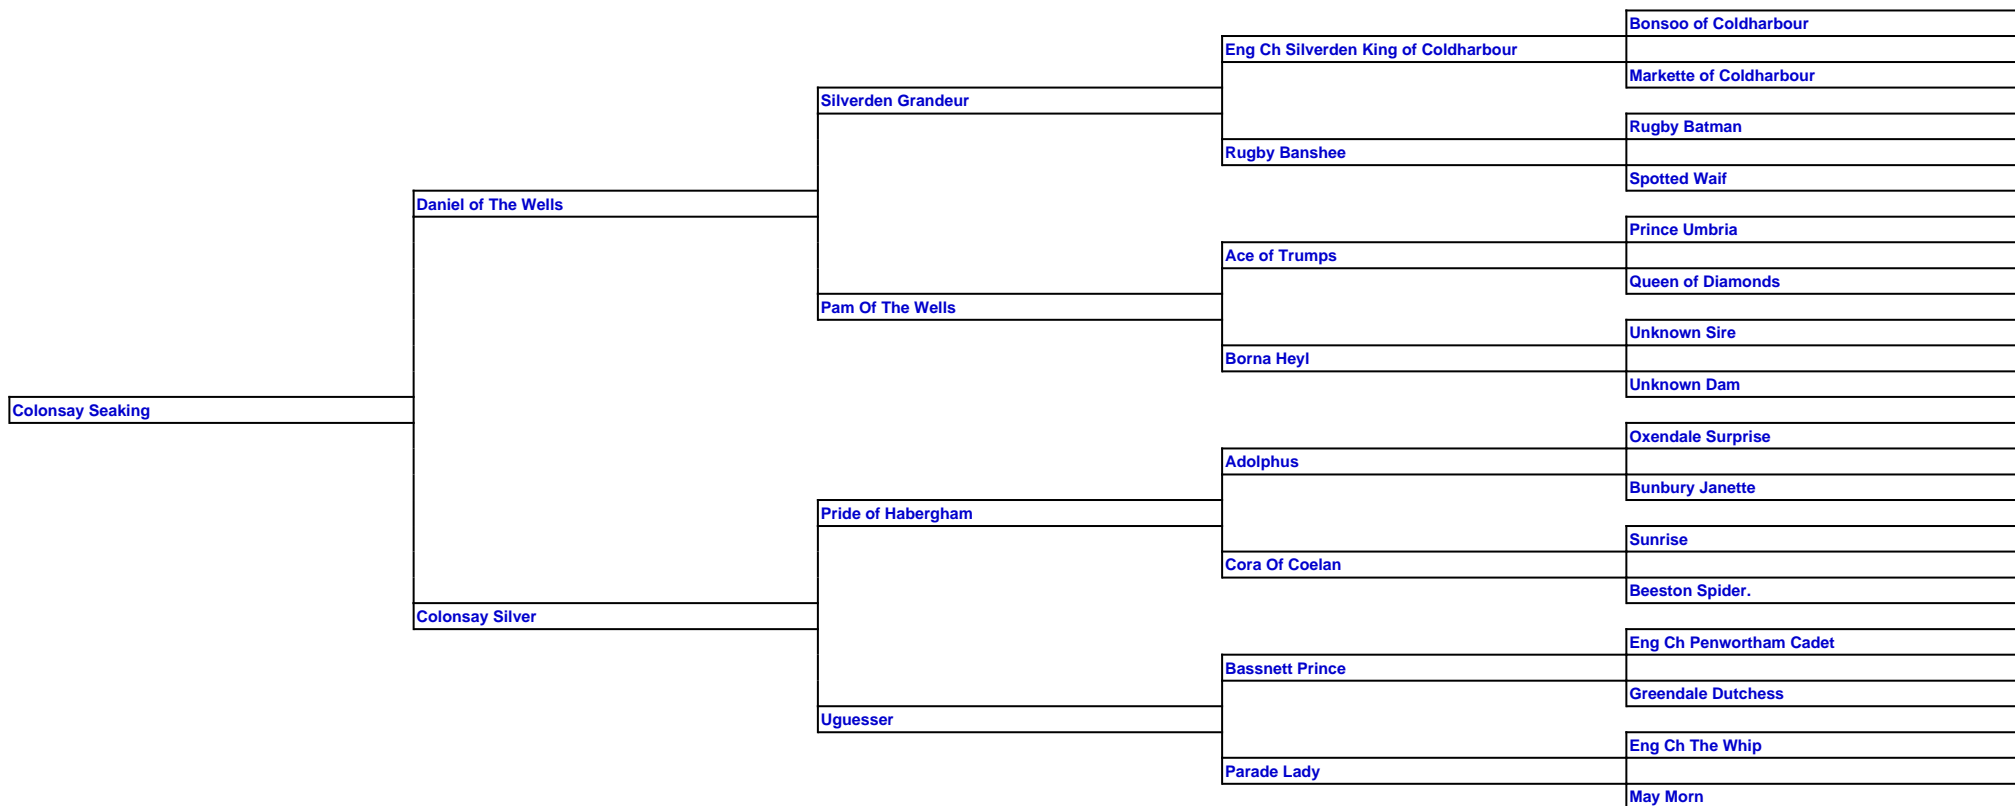 Bonsoo of Coldharbour
Eng Ch Silverden King of Coldharbour
Markette of Coldharbour
Silverden Grandeur
Rugby Batman
Rugby Banshee
Spotted Waif
Daniel of The Wells
Prince Umbria
Ace of Trumps
Queen of Diamonds
Pam Of The Wells
Unknown Sire
Borna Heyl
Unknown Dam
Colonsay Seaking
Oxendale Surprise
Adolphus
Bunbury Janette
Pride of Habergham
Sunrise
Cora Of Coelan
Beeston Spider.
Colonsay Silver
Eng Ch Penwortham Cadet
Bassnett Prince
Greendale Dutchess
Uguesser
Eng Ch The Whip
Parade Lady
May Morn